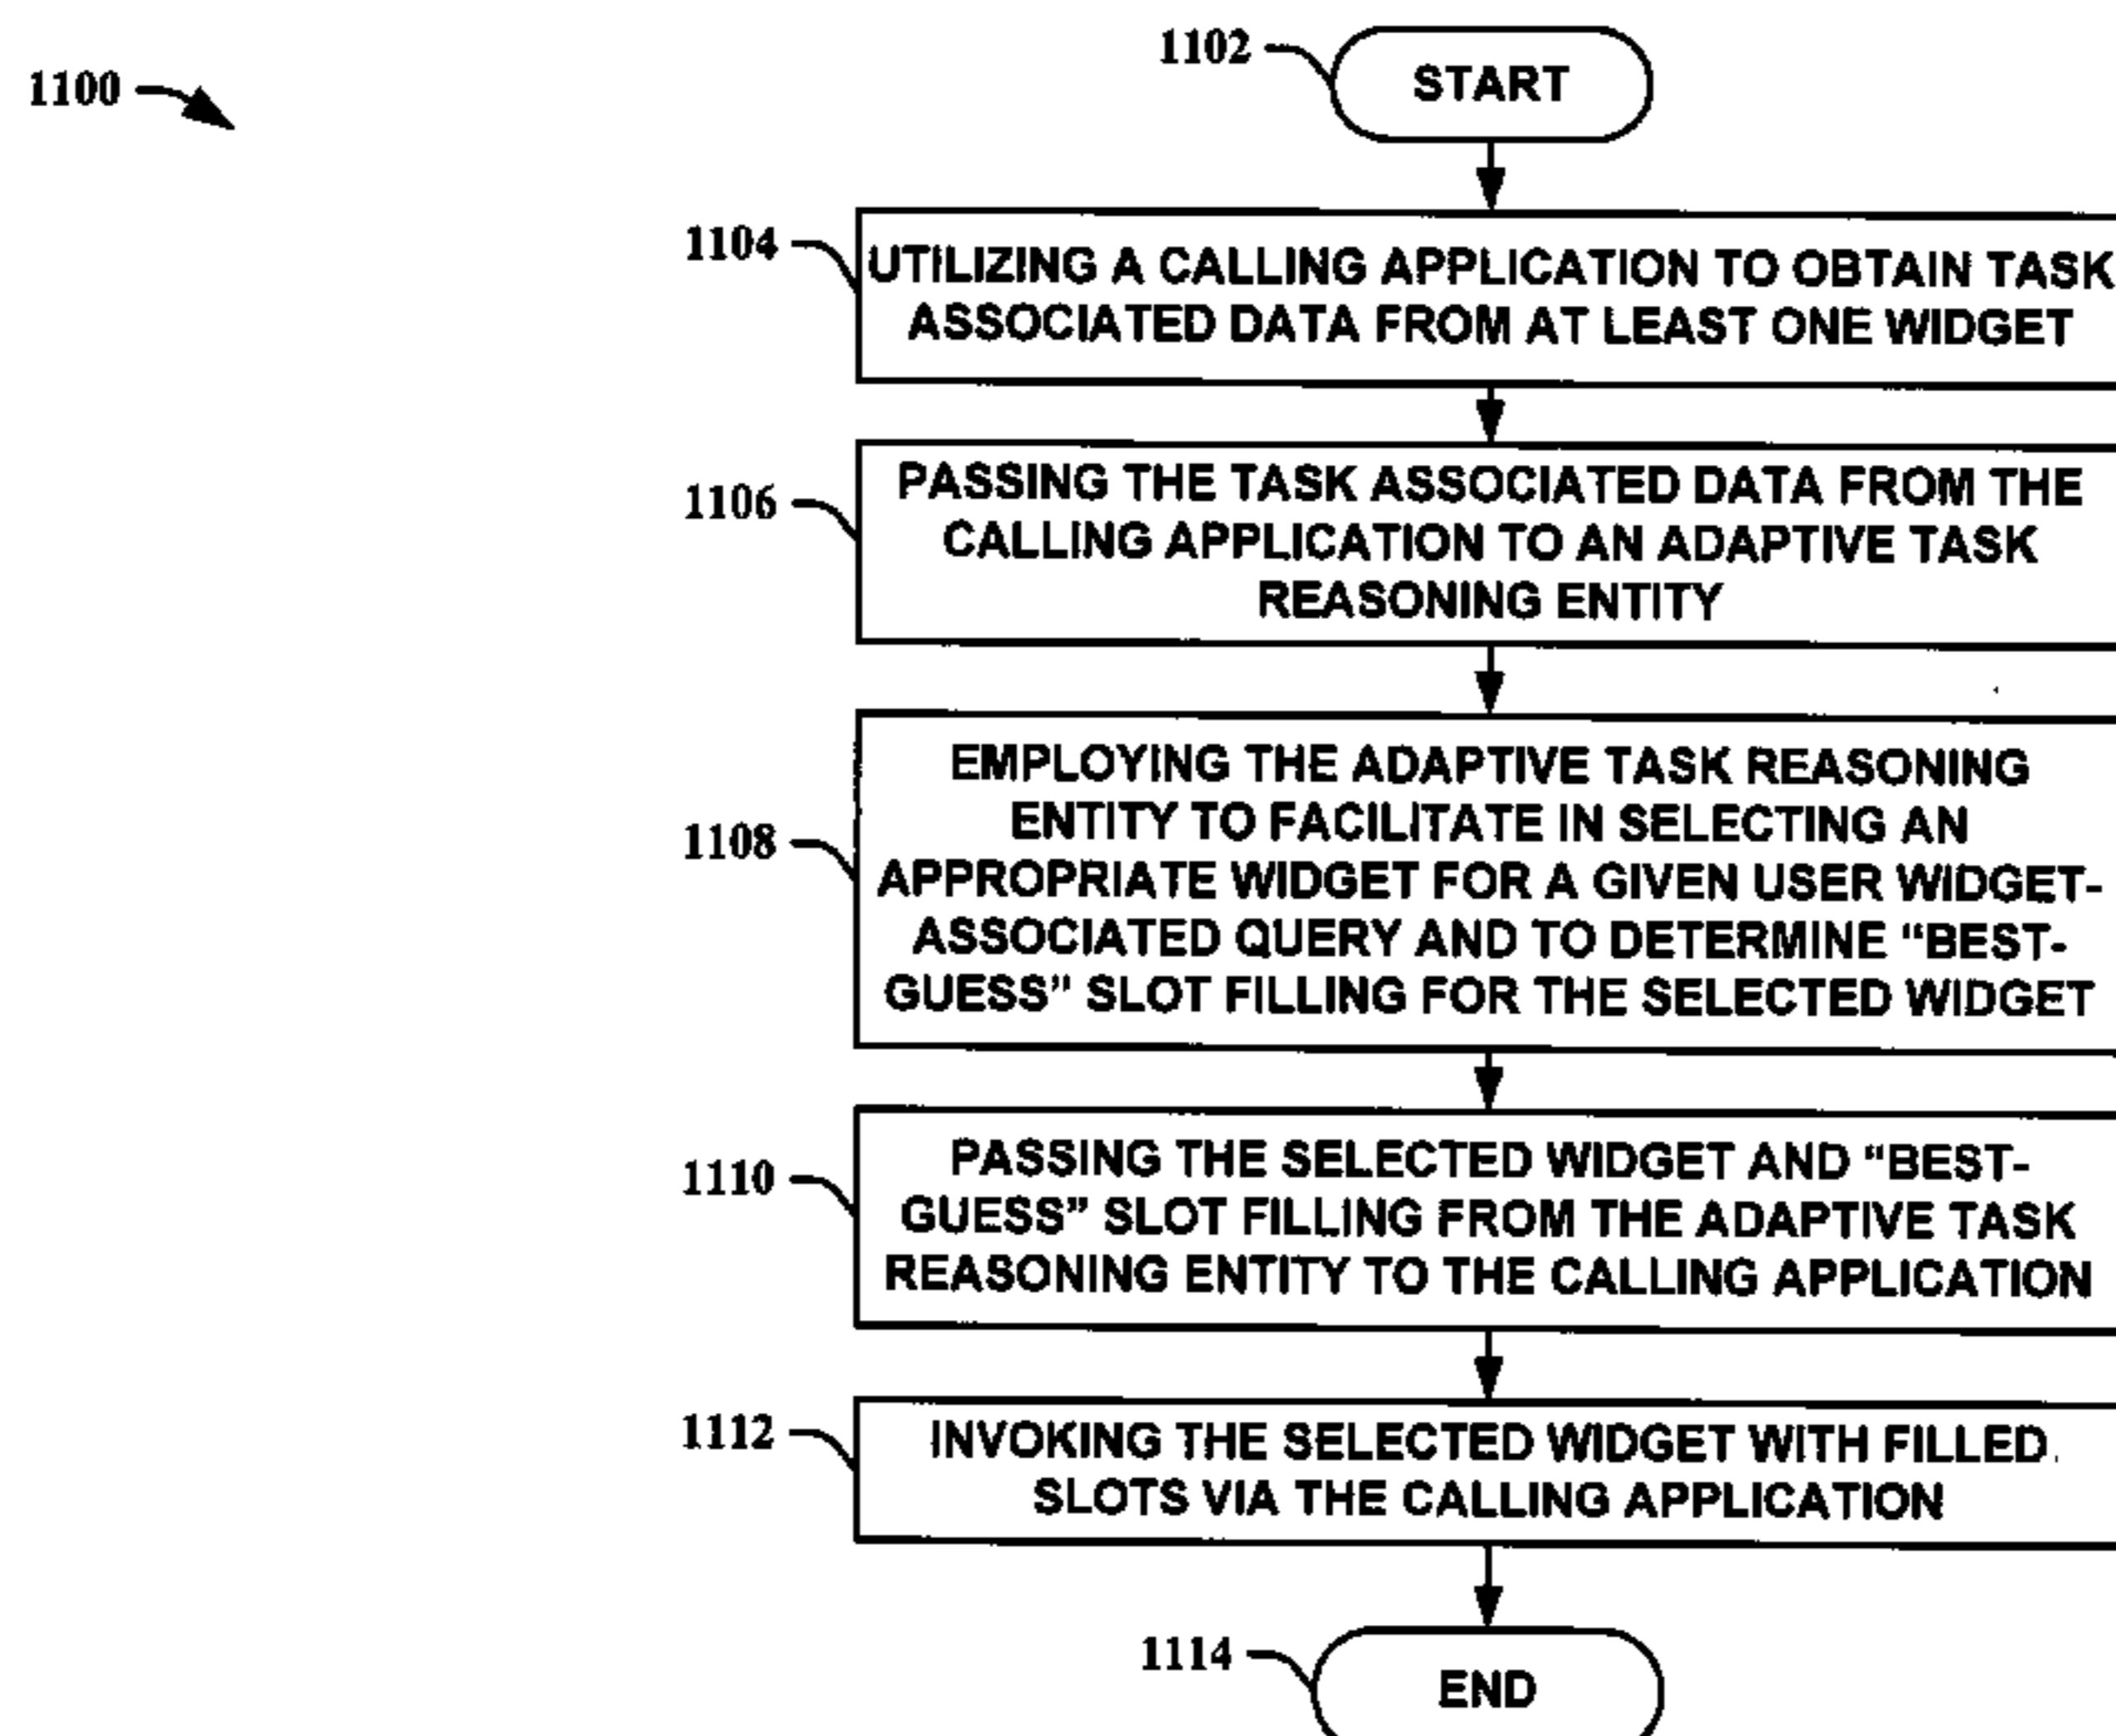 1100
1102
START
1104
UTILIZING A CALLING APPLICATION TO OBTAIN TASK
ASSOCIATED DATA FROM AT LEAST ONE WIDGET
1106
PASSING THE TASK ASSOCIATED DATA FROM THE
CALLING APPLICATION TO AN ADAPTIVE TASK
REASONING ENTITY
1108
EMPLOYING THE ADAPTIVE TASK REASONING
ENTITY TO FACILITATE IN SELECTING AN
APPROPRIATE WIDGET FOR A GIVEN USER WIDGET-
ASSOCIATED QUERY AND TO DETERMINE “BEST-
GUESS” SLOT FILLING FOR THE SELECTED WIDGET
1110
PASSING THE SELECTED WIDGET AND “BEST-
GUESS” SLOT FILLING FROM THE ADAPTIVE TASK
REASONING ENTITY TO THE CALLING APPLICATION
1112
INVOKING THE SELECTED WIDGET WITH FILLED
SLOTS VIA THE CALLING APPLICATION
1114
END